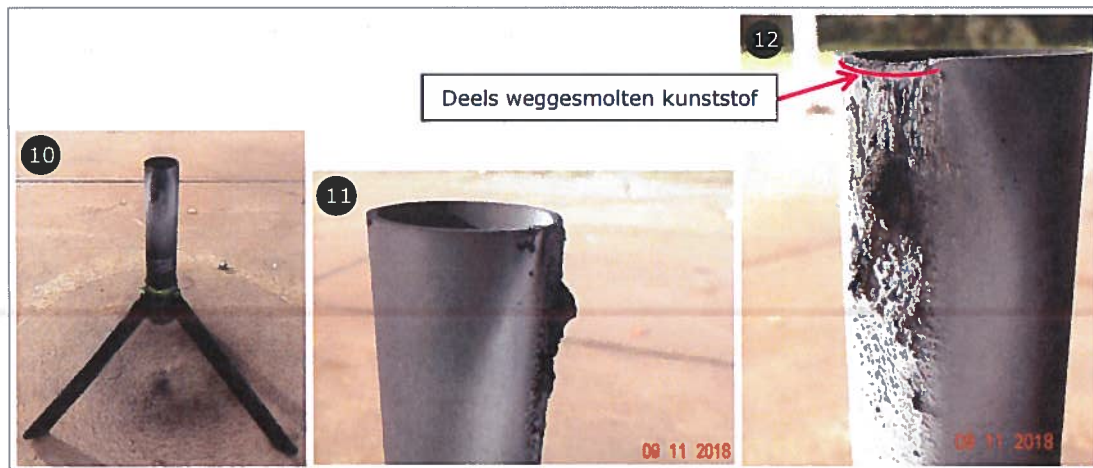 12
Deels weggesmolten kunststof
10
11
09 11 2018
09 11 2018